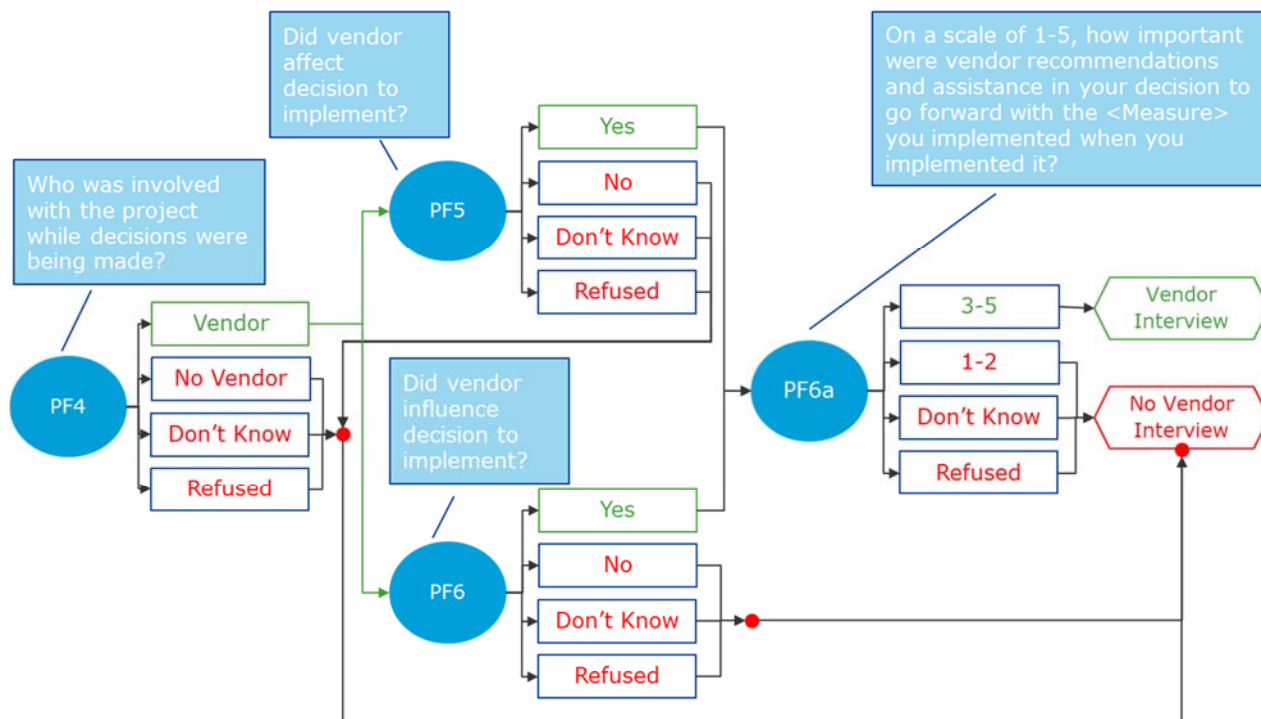 Did vendor
affect
decision to
implement?
On a scale of 1-5, how important
were vendor recommendations
and assistance in your decision to
go forward with the <Measure>
you implemented when you
implemented it?
Who was involved
with the project
while decisions were
being made?
PF5
Yes
No
Don't Know
Refused
PF4
Vendor
No Vendor
Don't Know
Refused
Did vendor
influence
decision to
implement?
PF6
Yes
No
Don't Know
Refused
PF6a
3-5
1-2
Don't Know
Refused
Vendor
Interview
No Vendor
Interview